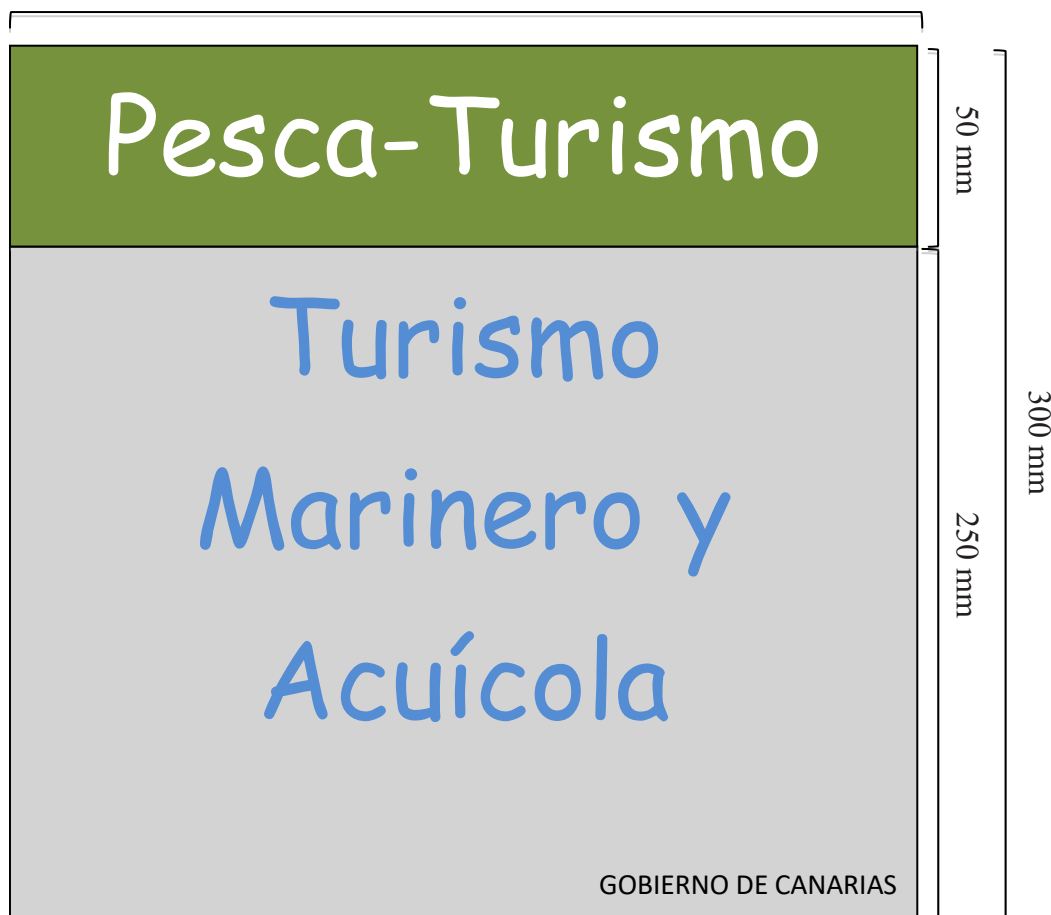 Pesca-Turismo
50 mm
Turismo
Marinero y
Acuícola
300 mm
250 mm
GOBIERNO DE CANARIAS